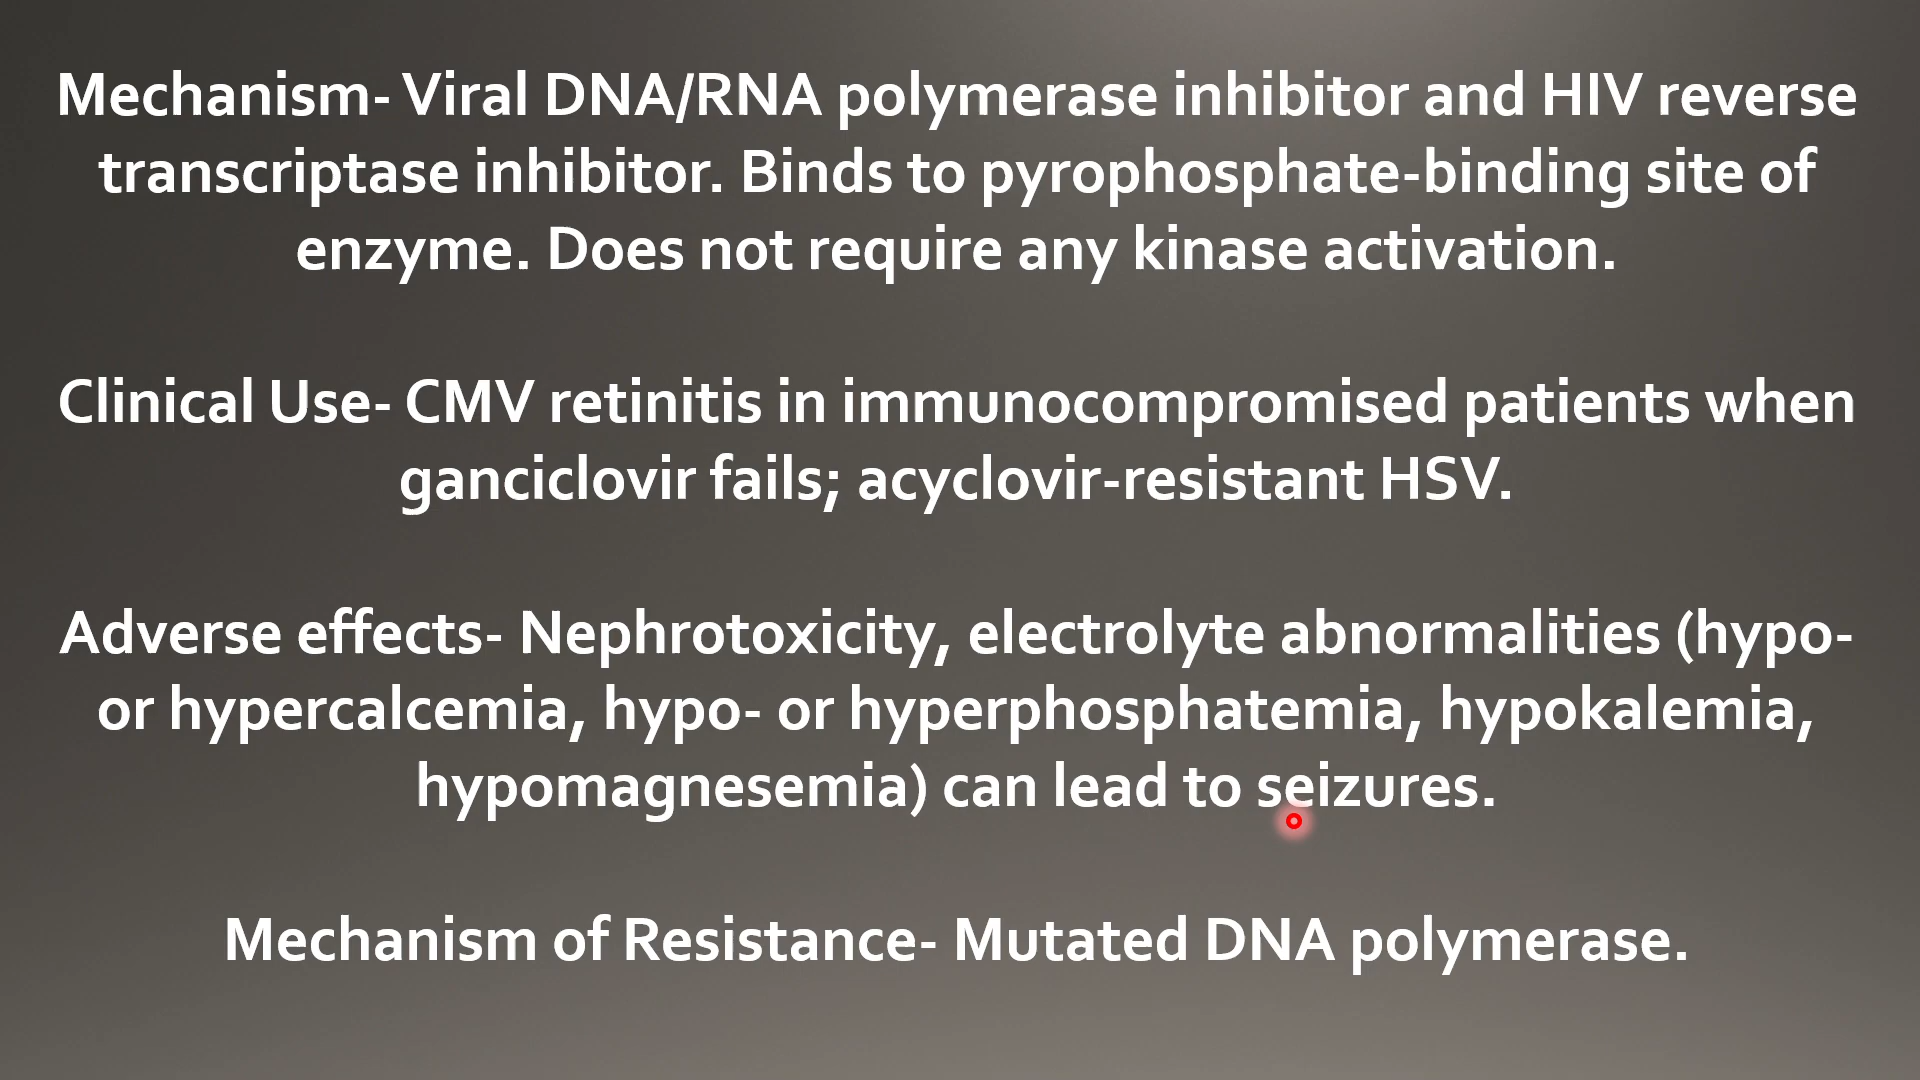 Mechanism- Viral DNA/RNA polymerase inhibitor and HIV reverse
transcriptase inhibitor. Binds to pyrophosphate-binding site of
enzyme. Does not require any kinase activation.
Clinical Use- CMV retinitis in immunocompromised patients when
ganciclovir fails; acyclovir-resistant HSV.
Adverse effects- Nephrotoxicity, electrolyte abnormalities (hypo-
or hypercalcemia, hypo- or hyperphosphatemia, hypokalemia,
hypomagnesemia) can lead to seizures.
Mechanism of Resistance- Mutated DNA polymerase.